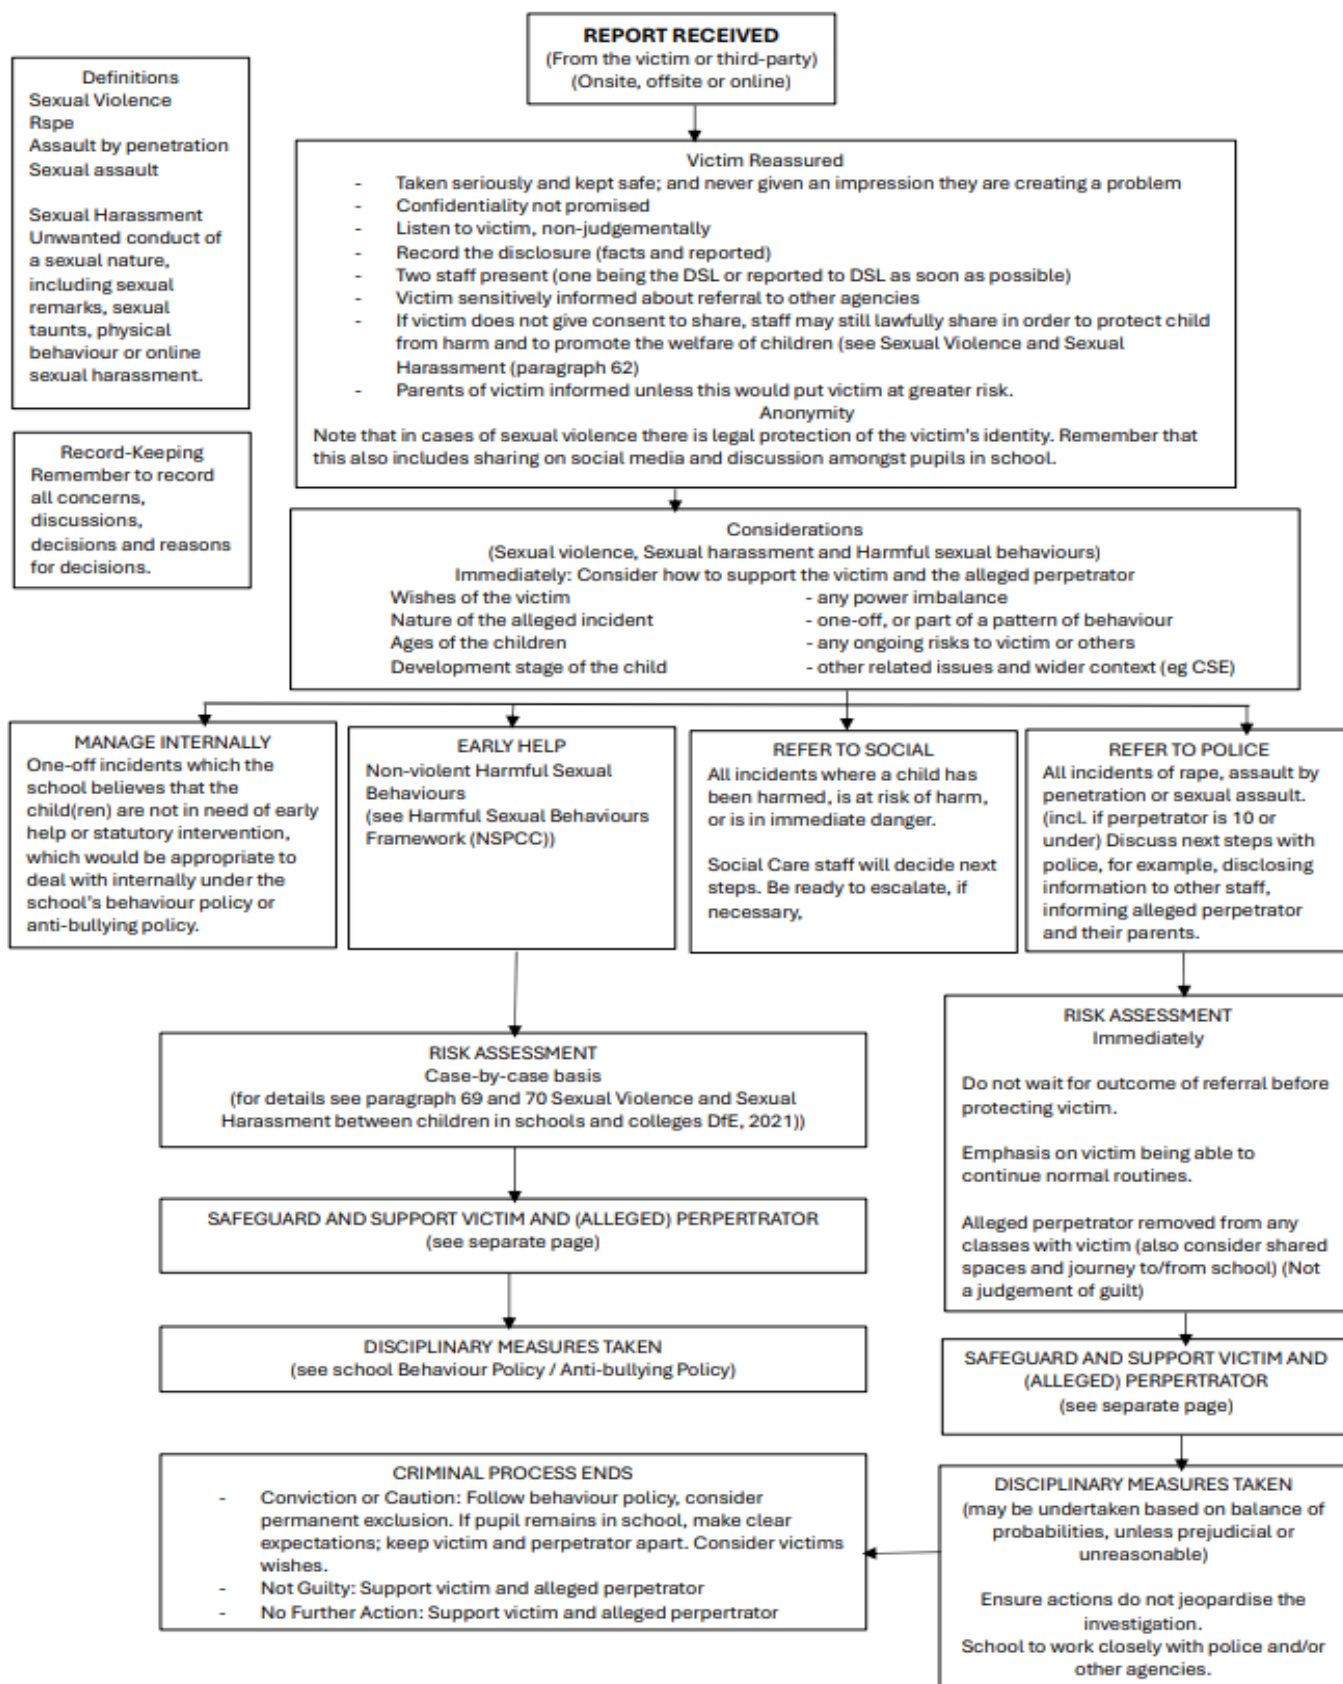 REPORT RECEIVED
(From the victim or third-party)
(Onsite, offsite or online)
Definitions
Sexual Violence
Rspe
Assault by penetration
Sexual assault
Sexual Harassment
Unwanted conduct of
a sexual nature,
including sexual
remarks, sexual
taunts, physical
behaviour or online
sexual harassment.
Victim Reassured
- Taken seriously and kept safe; and never given an impression they are creating a problem
- Confidentiality not promised
- Listen to victim, non-judgementally
- Record the disclosure (facts and reported)
- Two staff present (one being the DSL or reported to DSL as soon as possible)
- Victim sensitively informed about referral to other agencies
- If victim does not give consent to share, staff may still lawfully share in order to protect child
from harm and to promote the welfare of children (see Sexual Violence and Sexual
Harassment (paragraph 62)
- Parents of victim informed unless this would put victim at greater risk.
Anonymity
Note that in cases of sexual violence there is legal protection of the victim's identity. Remember that
this also includes sharing on social media and discussion amongst pupils in school.
Record-Keeping
Remember to record
all concerns,
discussions,
decisions and reasons
for decisions.
Considerations
(Sexual violence, Sexual harassment and Harmful sexual behaviours)
Immediately: Consider how to support the victim and the alleged perpetrator
Wishes of the victim - any power imbalance
Nature of the alleged incident - one-off, or part of a pattern of behaviour
Ages of the children - any ongoing risks to victim or others
Development stage of the child - other related issues and wider context (eg CSE)
MANAGE INTERNALLY
One-off incidents which the
school believes that the
child(ren) are not in need of early
help or statutory intervention,
which would be appropriate to
deal with internally under the
school's behaviour policy or
anti-bullying policy.
EARLY HELP
Non-violent Harmful Sexual
Behaviours
(see Harmful Sexual Behaviours
Framework (NSPCC))
REFER TO SOCIAL
All incidents where a child has
been harmed, is at risk of harm,
or is in immediate danger.
Social Care staff will decide next
steps. Be ready to escalate, if
necessary,
REFER TO POLICE
All incidents of rape, assault by
penetration or sexual assault.
(incl. if perpetrator is 10 or
under) Discuss next steps with
police, for example, disclosing
information to other staff,
informing alleged perpetrator
and their parents.
RISK ASSESSMENT
Case-by-case basis
(for details see paragraph 69 and 70 Sexual Violence and Sexual
Harassment between children in schools and colleges DfE, 2021))
SAFEGUARD AND SUPPORT VICTIM AND (ALLEGED) PERPERTRATOR
(see separate page)
DISCIPLINARY MEASURES TAKEN
(see school Behaviour Policy / Anti-bullying Policy)
RISK ASSESSMENT
Immediately
Do not wait for outcome of referral before
protecting victim.
Emphasis on victim being able to
continue normal routines.
Alleged perpetrator removed from any
classes with victim (also consider shared
spaces and journey to/from school) (Not
a judgement of guilt)
SAFEGUARD AND SUPPORT VICTIM AND
(ALLEGED) PERPERTRATOR
(see separate page)
DISCIPLINARY MEASURES TAKEN
(may be undertaken based on balance of
probabilities, unless prejudicial or
unreasonable)
Ensure actions do not jeopardise the
investigation.
School to work closely with police and/or
other agencies.
CRIMINAL PROCESS ENDS
- Conviction or Caution: Follow behaviour policy, consider
permanent exclusion. If pupil remains in school, make clear
expectations; keep victim and perpetrator apart. Consider victims
wishes.
- Not Guilty: Support victim and alleged perpetrator
- No Further Action: Support victim and alleged perpertrator